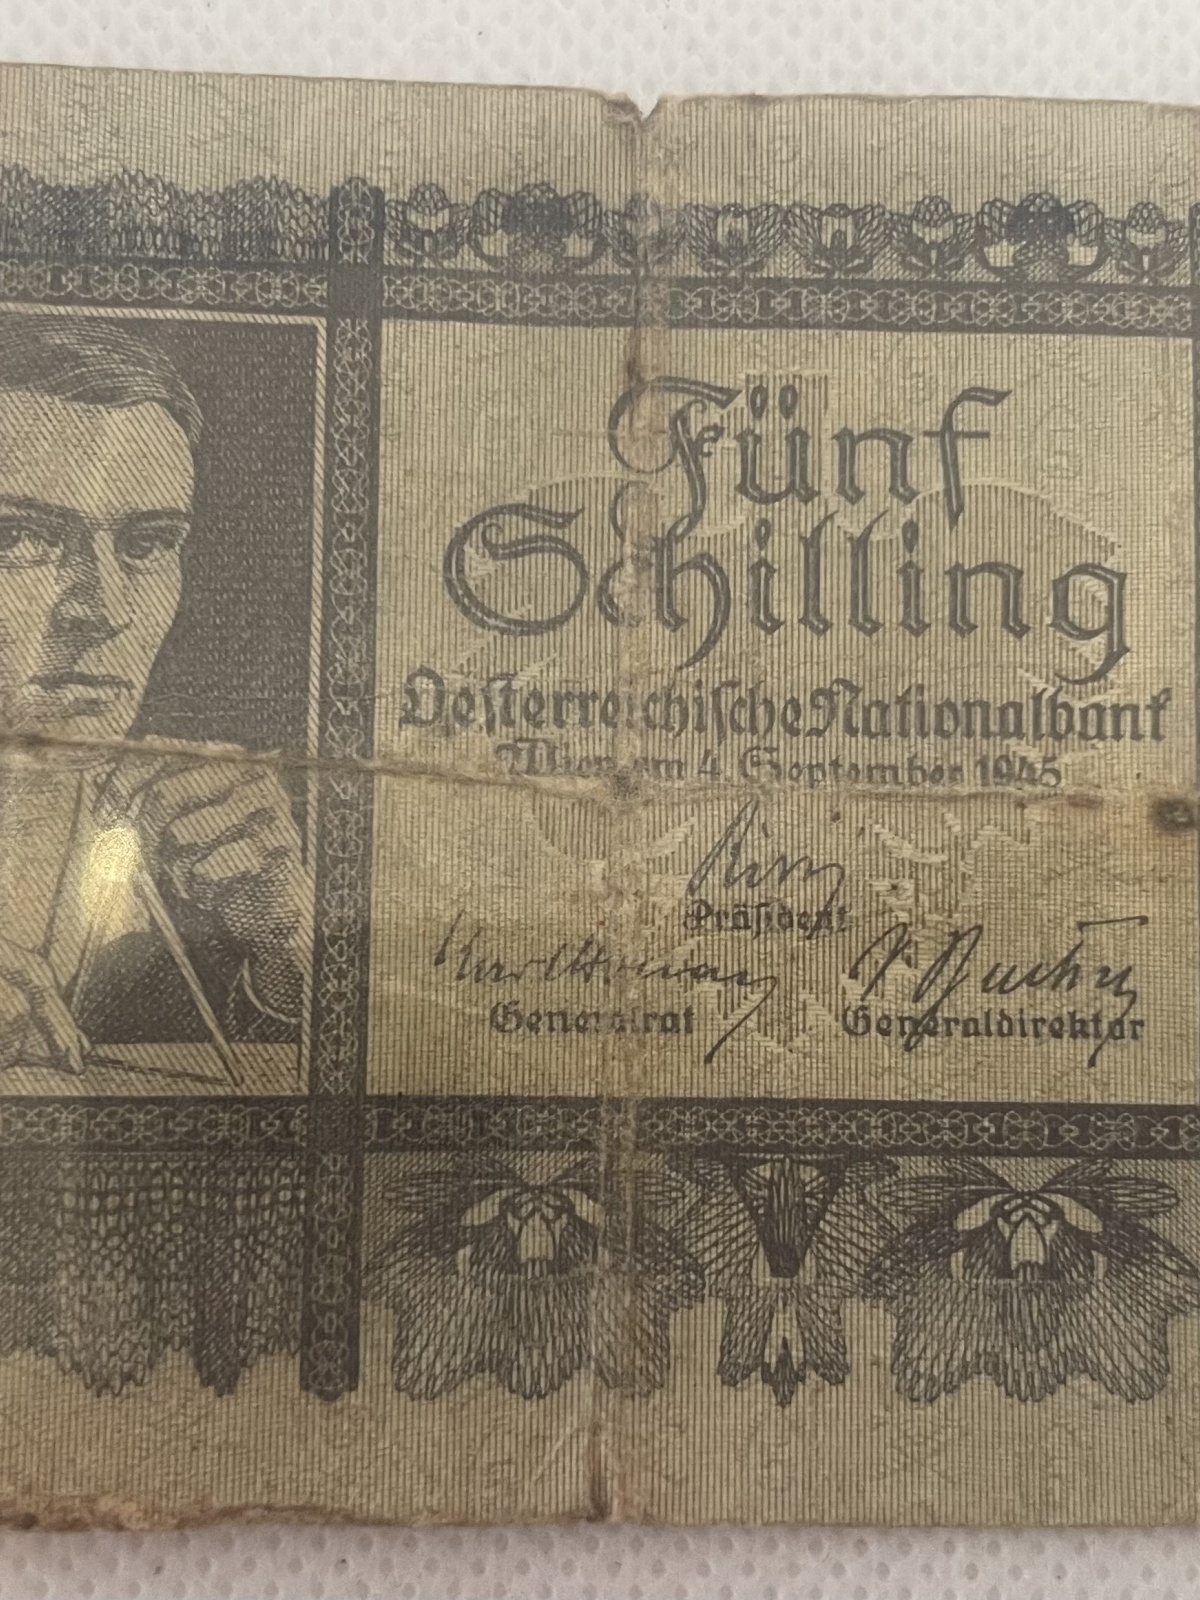 Fünf
Schilling
Oesterreichische Nationalbank
Wien, am 4. September 1945
Präsident
Generalrat
Generaldirektor